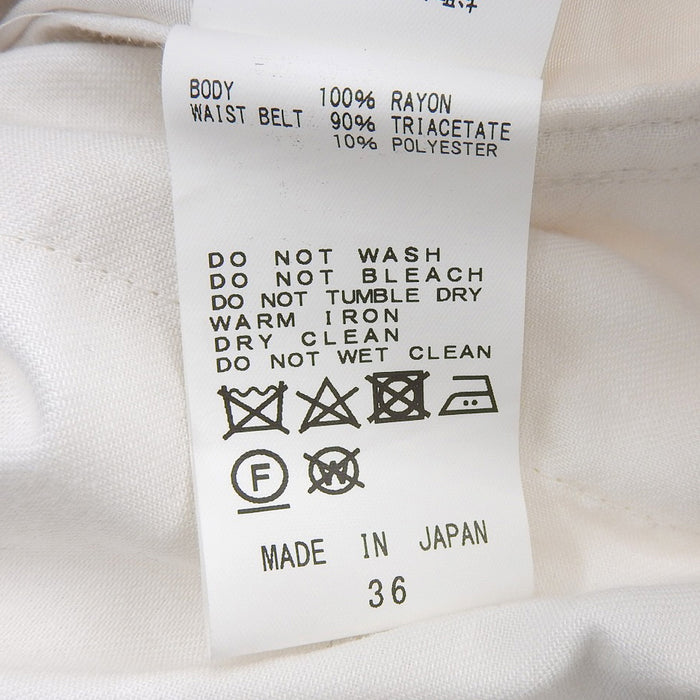 BODY 100% RAYON
WAIST BELT 90% TRIACETATE
10% POLYESTER
DO NOT WASH
DO NOT BLEACH
DO NOT TUMBLE DRY
WARM IRON
DRY CLEAN
DO NOT WET CLEAN
F W
MADE IN JAPAN
36